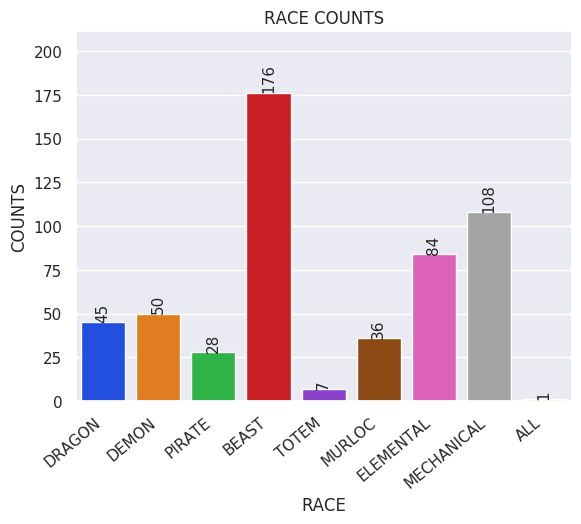 RACE COUNTS
COUNTS
200
175
150
125
100
75
50
25
0
45
50
28
176
7
36
84
108
1
DRAGON
DEMON
PIRATE
BEAST
TOTEM
MURLOC
ELEMENTAL
MECHANICAL
ALL
RACE